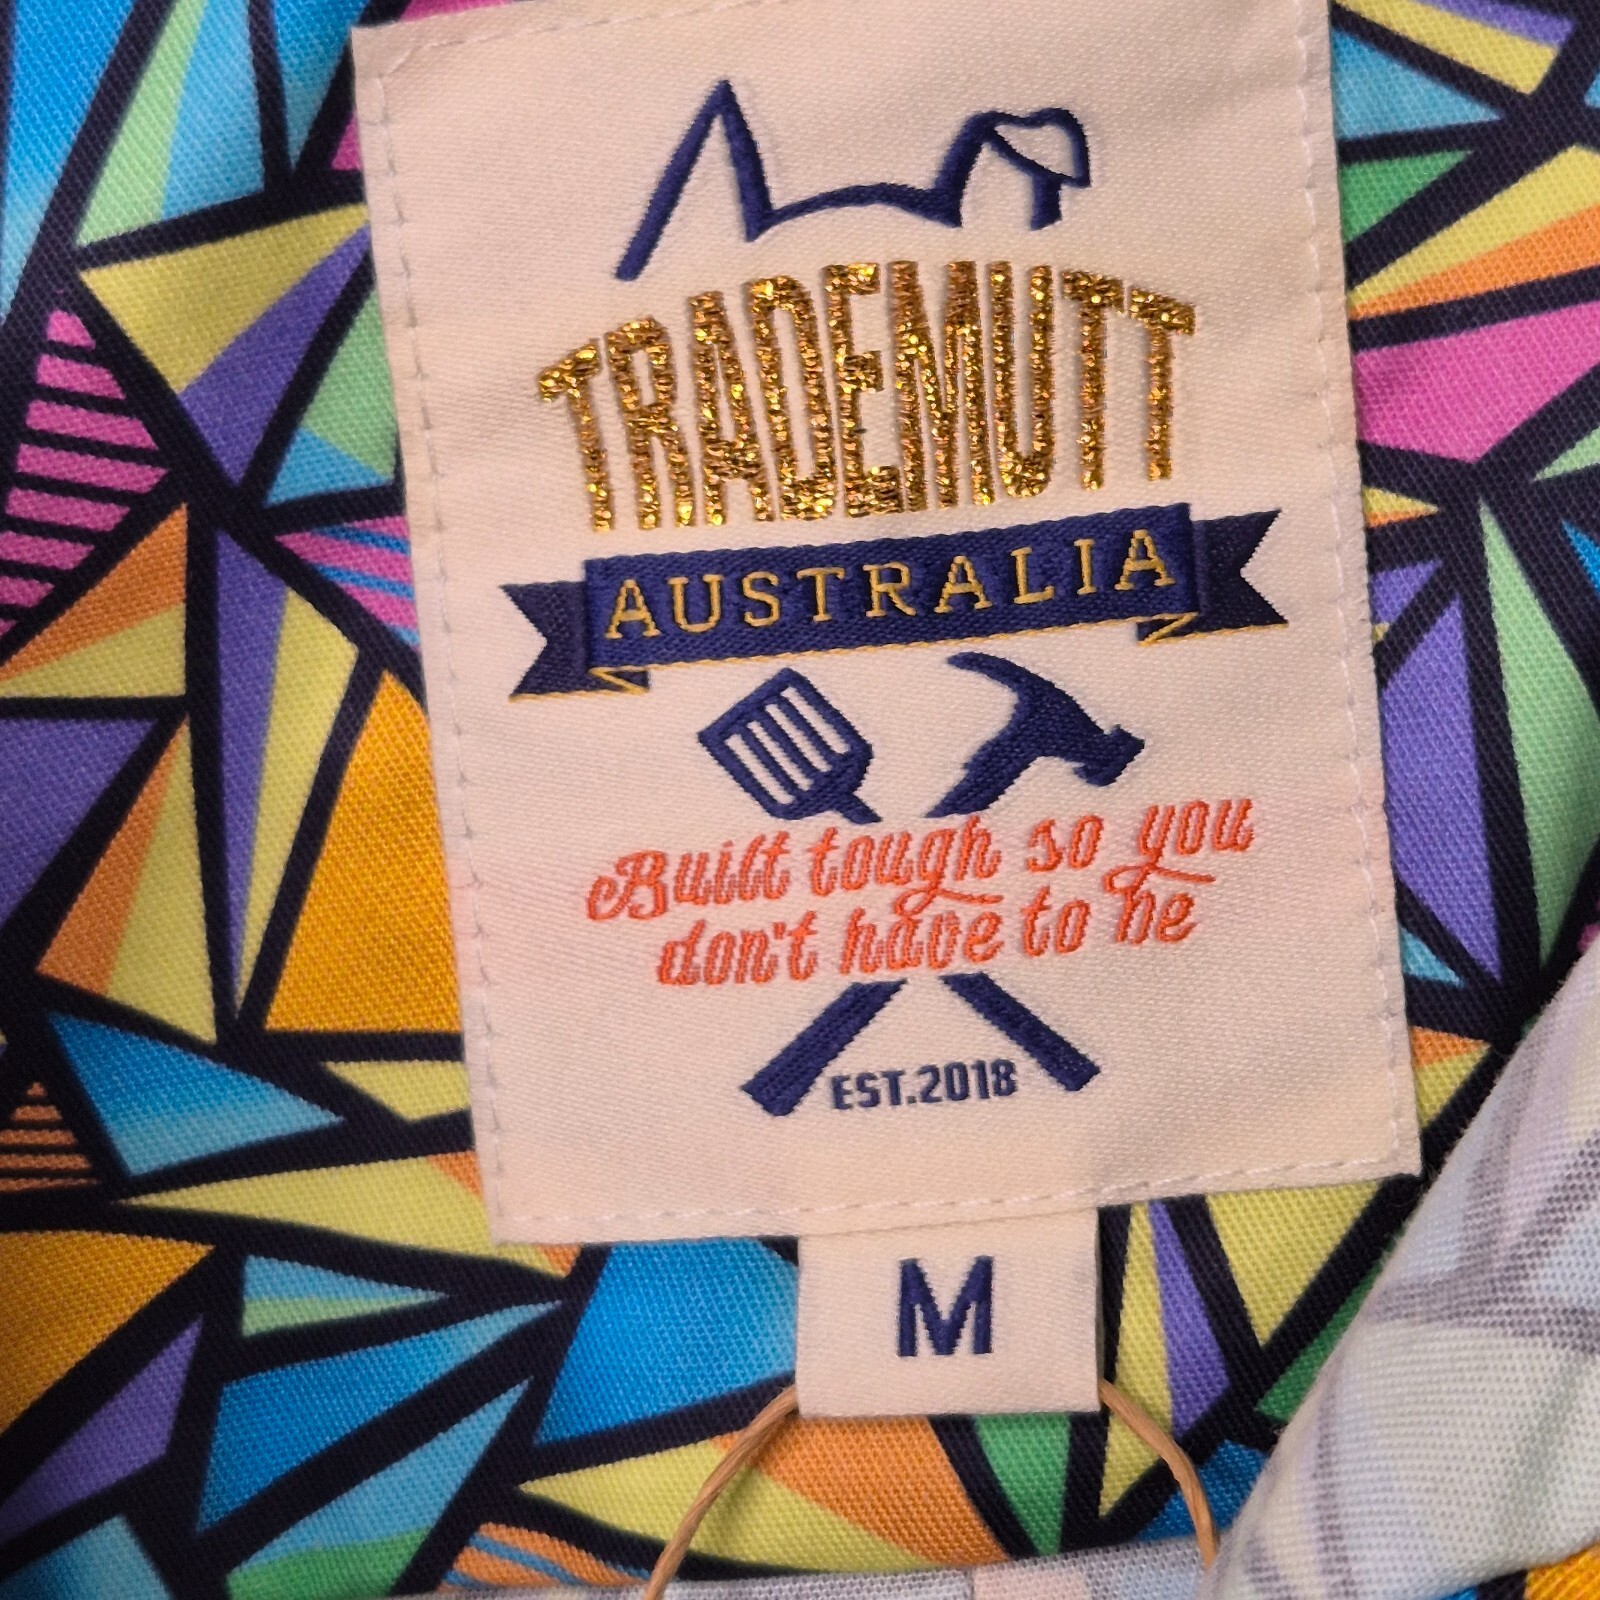 TRADEMUTT
AUSTRALIA
Built tough so you
don't have to be
EST.2018
M